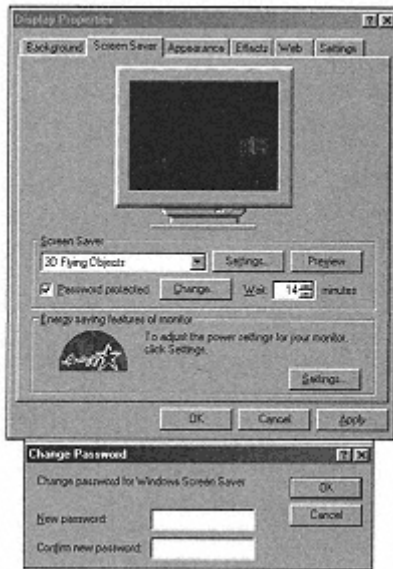 Display Properties
Background Screen Saver Appearance Effects Web Settings
Screen Saver
3D Flying Objects Settings... Preview
Password protected Change... Wait: 14 minutes
Energy saving features of monitor
To adjust the power settings for your monitor,
click Settings.
Settings...
OK Cancel Apply
Change Password
Change password for Windows Screen Saver
OK
New password:
Cancel
Confirm new password: